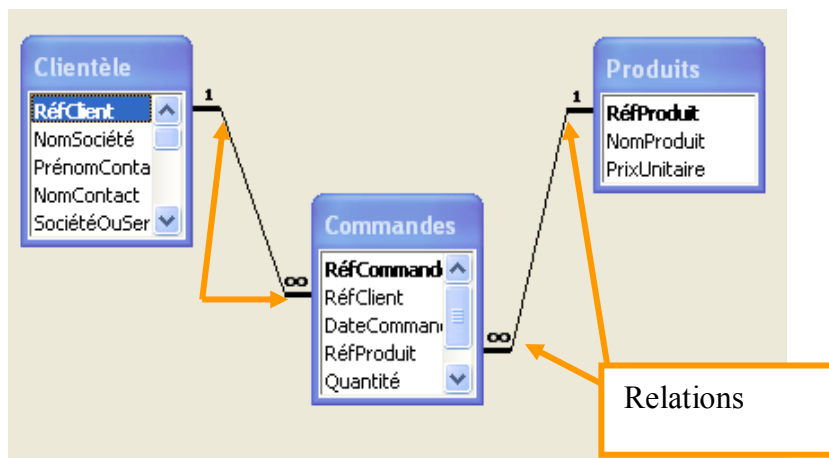 Clientèle
RéfClient
NomSociété
PrénomConta
NomContact
SociétéOuSer
1
∞
Commandes
RéfCommand
RéfClient
DateComman
RéfProduit
Quantité
∞
1
Produits
RéfProduit
NomProduit
PrixUnitaire
Relations